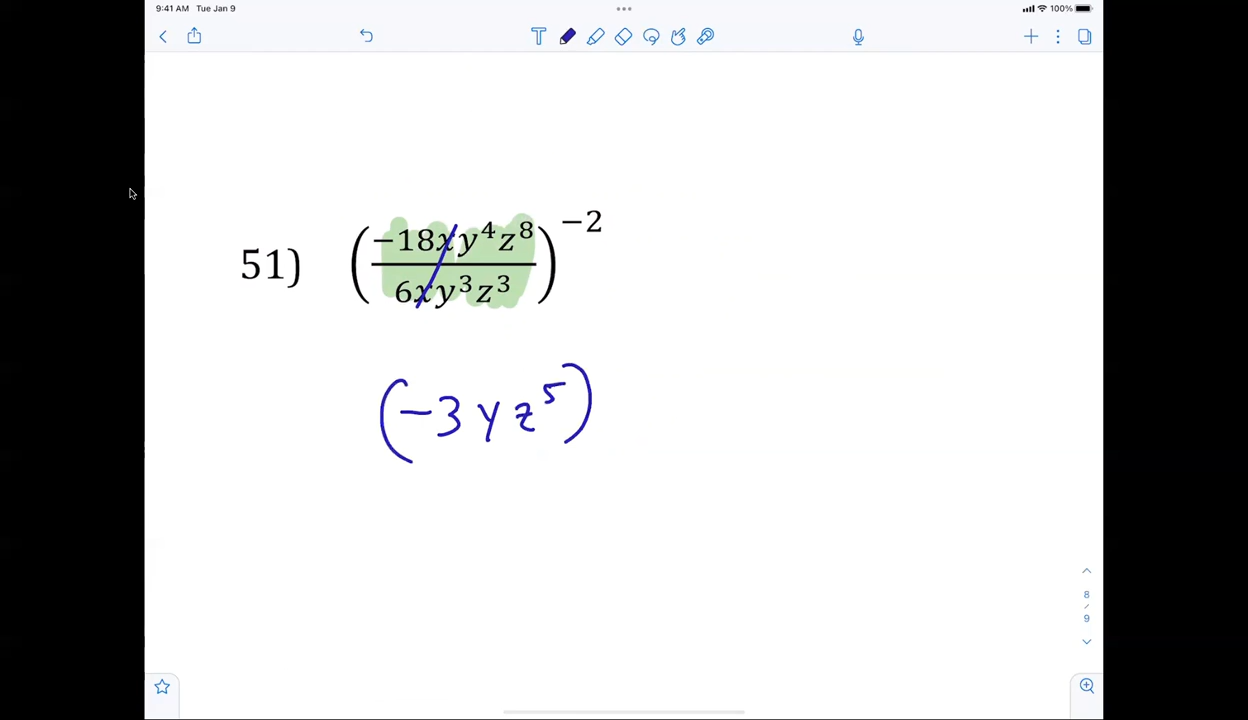 9:41 AM Tue Jan 9
100%
T
51) (−18xy⁴z⁸ / 6xy³z³)⁻²
(−3yz⁵)
8
/
9